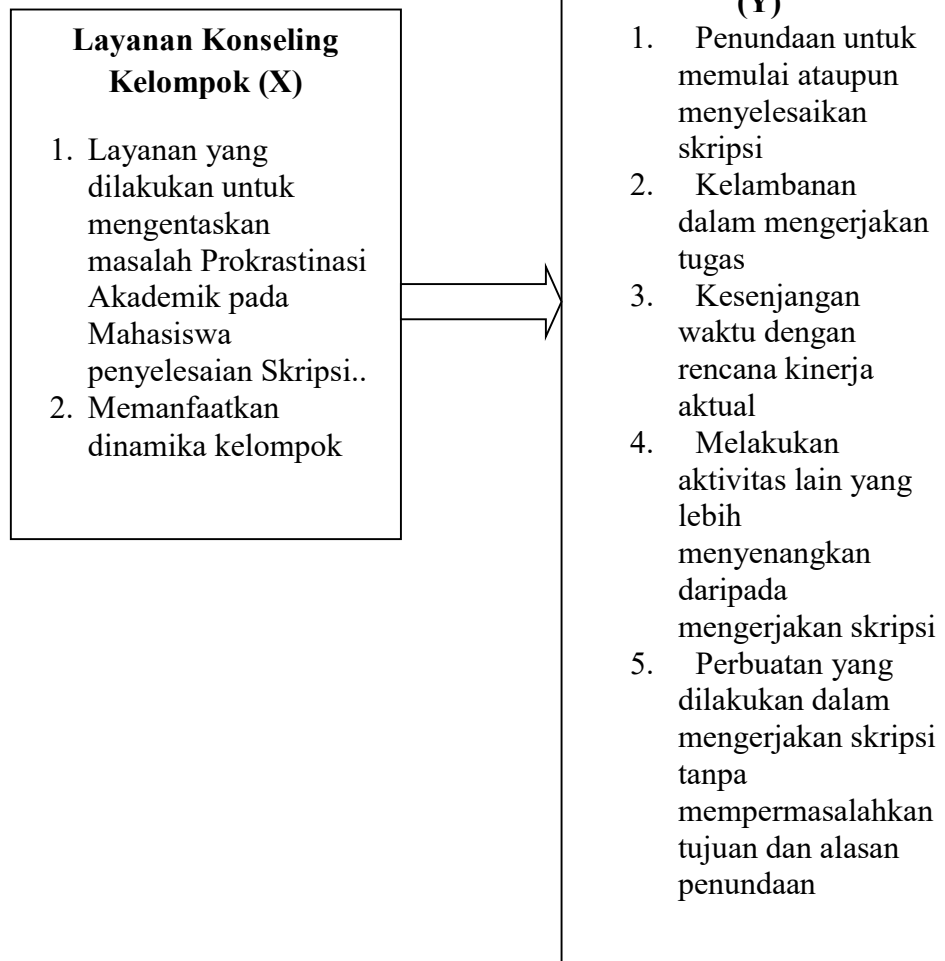 Layanan Konseling
Kelompok (X)
1. Layanan yang
dilakukan untuk
mengentaskan
masalah Prokrastinasi
Akademik pada
Mahasiswa
penyelesaian Skripsi..
2. Memanfaatkan
dinamika kelompok
(Y)
1. Penundaan untuk
memulai ataupun
menyelesaikan
skripsi
2. Kelambanan
dalam mengerjakan
tugas
3. Kesenjangan
waktu dengan
rencana kinerja
aktual
4. Melakukan
aktivitas lain yang
lebih
menyenangkan
daripada
mengerjakan skripsi
5. Perbuatan yang
dilakukan dalam
mengerjakan skripsi
tanpa
mempermasalahkan
tujuan dan alasan
penundaan